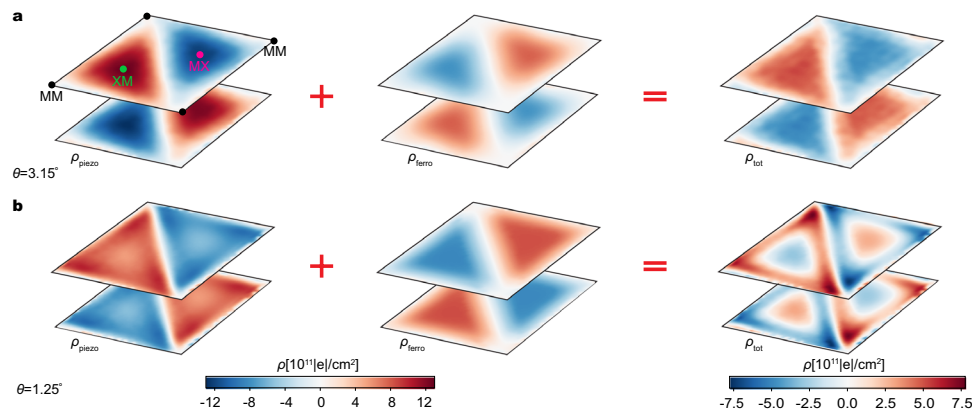 a
MM
MX
XM
MM
+
=
ρpiezo
ρferro
ρtot
θ=3.15°
b
+
=
ρpiezo
ρferro
ρtot
ρ[10¹¹|e|/cm²]
ρ[10¹¹|e|/cm²]
θ=1.25°
-12 -8 -4 0 4 8 12
-7.5 -5.0 -2.5 0.0 2.5 5.0 7.5